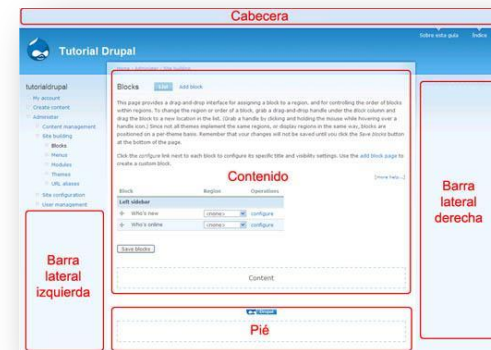 Cabecera
Sobre esta guía Índice
Tutorial Drupal
Home › Administer › Site building
tutorialdrupal
My account
Create content
Administer
Content management
Site building
Blocks
Menus
Modules
Themes
URL aliases
Site configuration
User management
Blocks List Add block
This page provides a drag-and-drop interface for assigning a block to a region, and for controlling the order of blocks
within regions. To change the region or order of a block, grab a drag-and-drop handle under the Block column and
drag the block to a new location in the list. (Grab a handle by clicking and holding the mouse while hovering over a
handle icon.) Since not all themes implement the same regions, or display regions in the same way, blocks are
positioned on a per-theme basis. Remember that your changes will not be saved until you click the Save blocks button
at the bottom of the page.
Click the configure link next to each block to configure its specific title and visibility settings. Use the add block page to
create a custom block.
Contenido
[more help...]
Block Region Operations
Left sidebar
Who's new <none> configure
Who's online <none> configure
Save blocks
Content
Barra
lateral
izquierda
Barra
lateral
derecha
Drupal
Pié